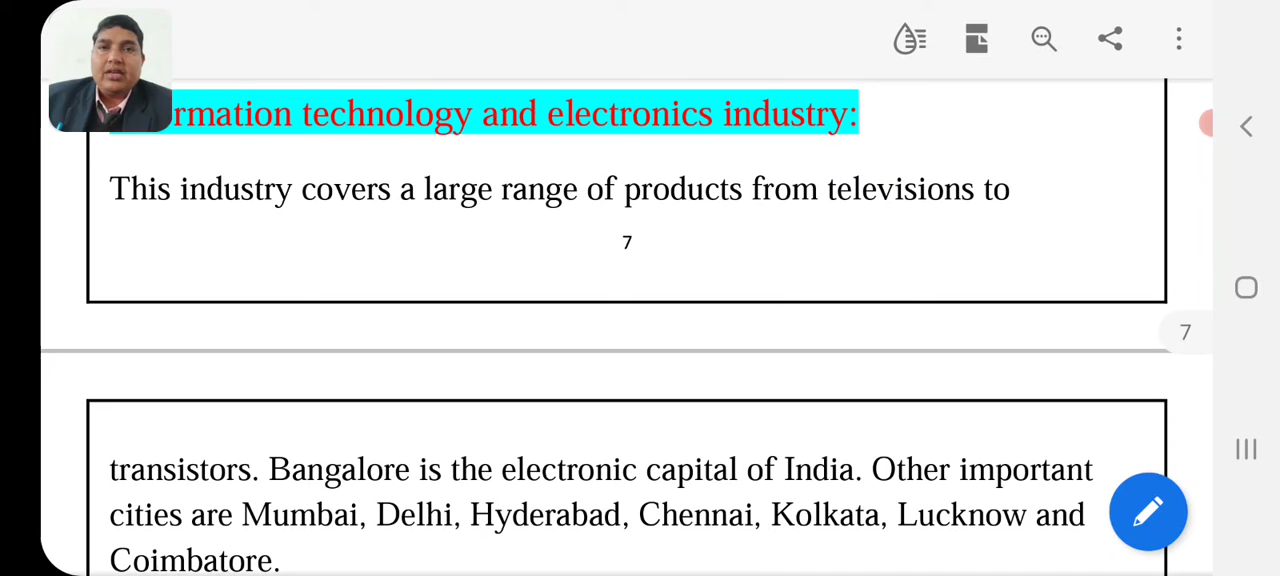 rmation technology and electronics industry:
This industry covers a large range of products from televisions to
7
7
transistors. Bangalore is the electronic capital of India. Other important
cities are Mumbai, Delhi, Hyderabad, Chennai, Kolkata, Lucknow and
Coimbatore.